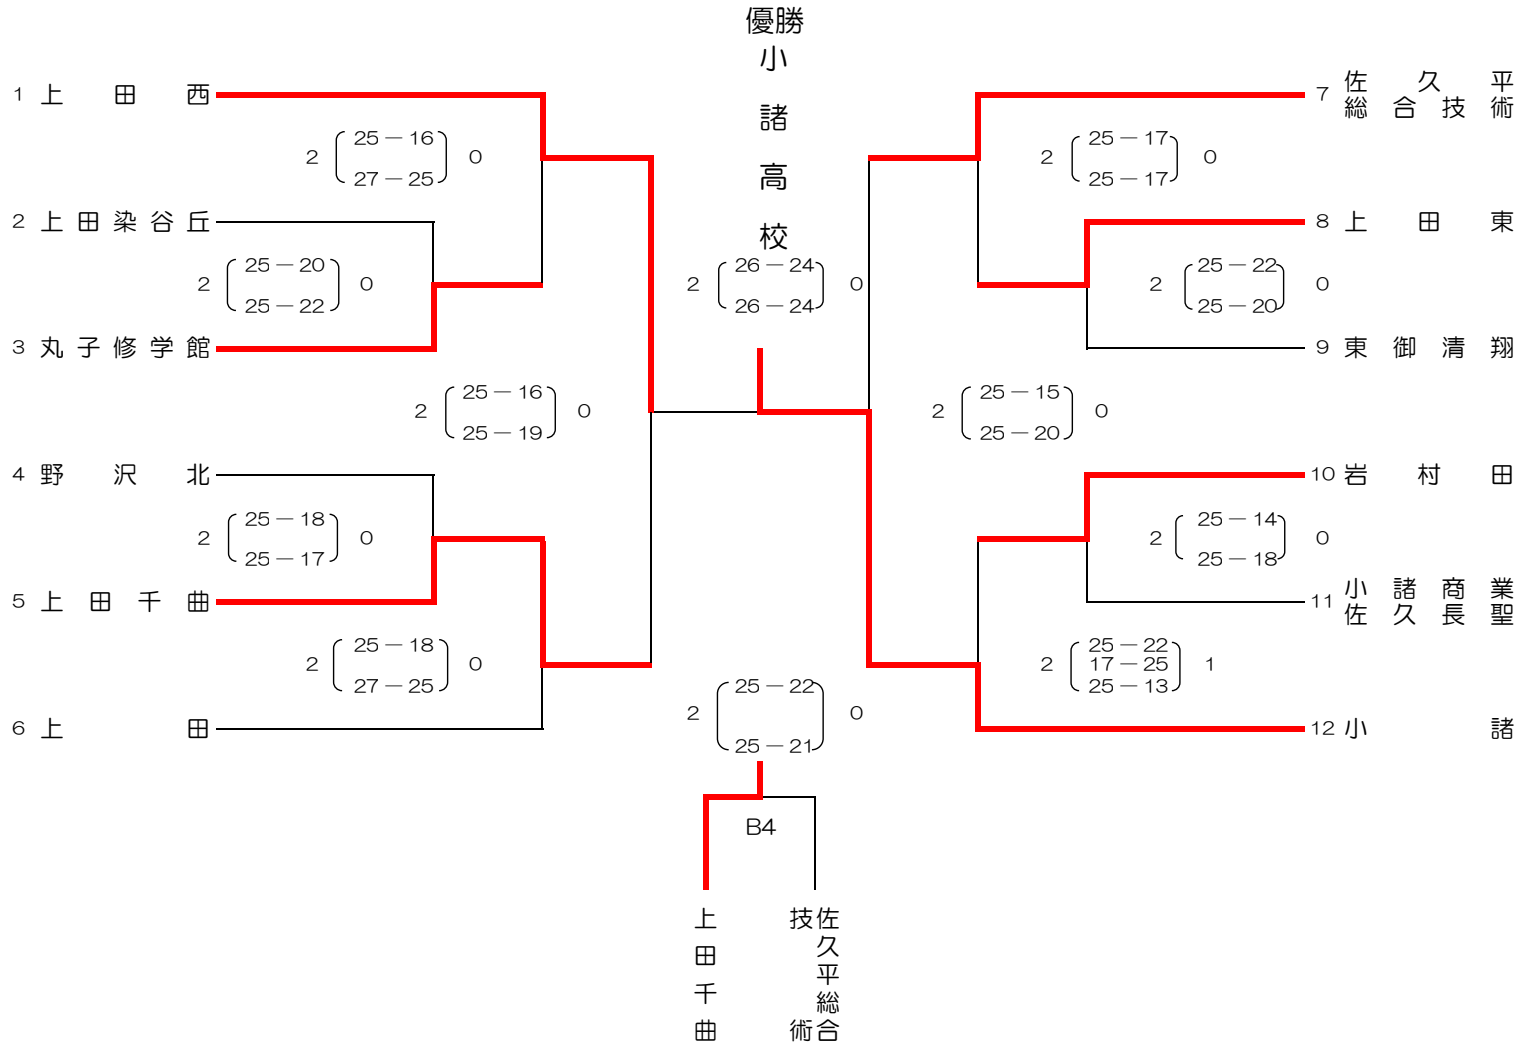 優勝
小諸高校
1 上田西
2 25－16 0
27－25
2 上田染谷丘
2 25－20 0
25－22
3 丸子修学館
2 25－16 0
25－19
4 野沢北
2 25－18 0
25－17
5 上田千曲
2 25－18 0
27－25
6 上田
2 26－24 0
26－24
7 佐久平
総合技術
2 25－17 0
25－17
8 上田東
2 25－22 0
25－20
9 東御清翔
2 25－15 0
25－20
10 岩村田
2 25－14 0
25－18
11 小諸商業
佐久長聖
2 25－22 1
17－25
25－13
12 小諸
2 25－22 0
25－21
B4
上田千曲
佐久平総合
技術